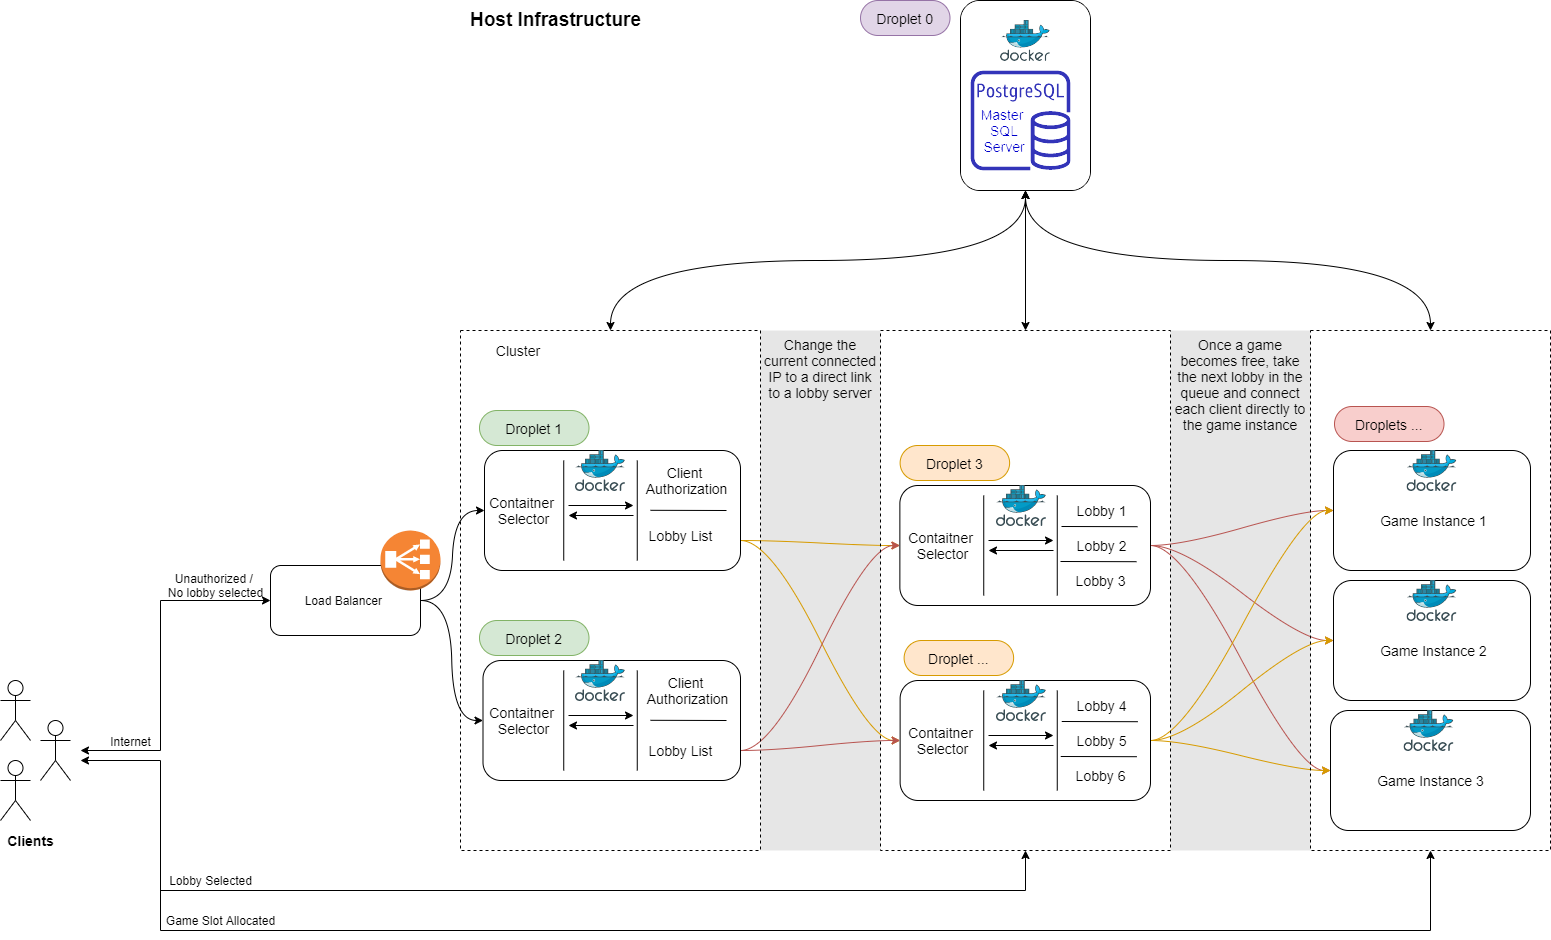 Host Infrastructure
Droplet 0
docker
PostgreSQL
Master
SQL
Server
Cluster
Change the
current connected
IP to a direct link
to a lobby server
Once a game
becomes free, take
the next lobby in the
queue and connect
each client directly to
the game instance
Droplet 1
docker
Contaitner
Selector
Client
Authorization
Lobby List
Droplet 2
docker
Contaitner
Selector
Client
Authorization
Lobby List
Droplet 3
docker
Contaitner
Selector
Lobby 1
Lobby 2
Lobby 3
Droplet ...
docker
Contaitner
Selector
Lobby 4
Lobby 5
Lobby 6
Droplets ...
docker
Game Instance 1
docker
Game Instance 2
docker
Game Instance 3
Unauthorized /
No lobby selected
Load Balancer
Internet
Clients
Lobby Selected
Game Slot Allocated